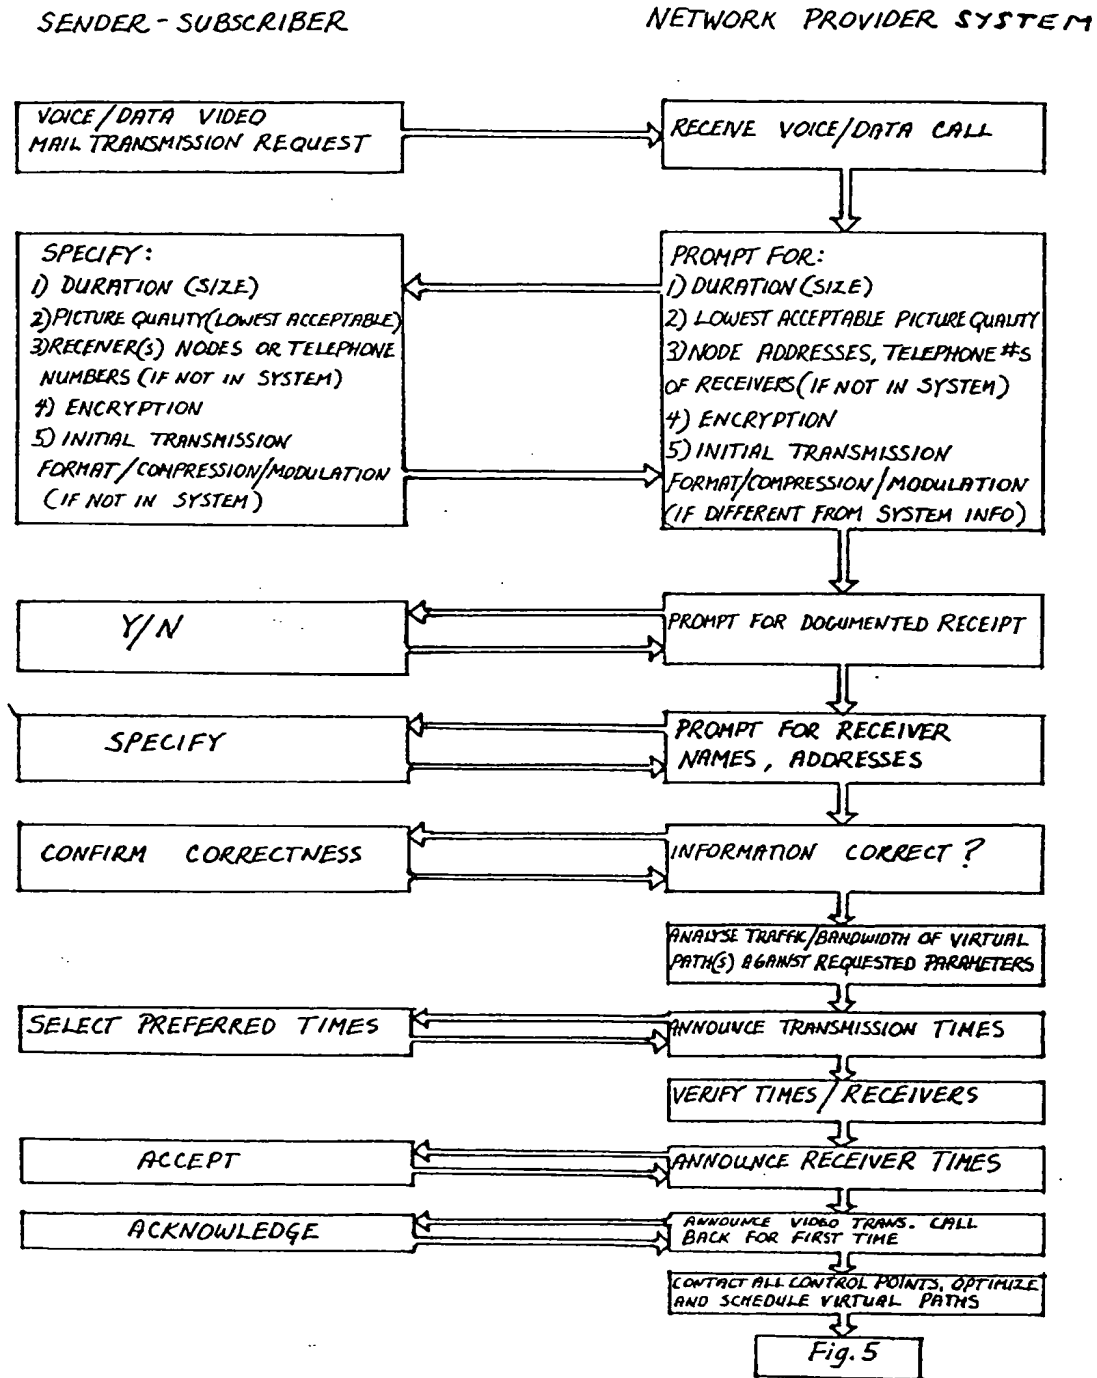 SENDER-SUBSCRIBER
NETWORK PROVIDER SYSTEM
VOICE/DATA VIDEO
MAIL TRANSMISSION REQUEST
RECEIVE VOICE/DATA CALL
SPECIFY:
1) DURATION (SIZE)
2) PICTURE QUALITY (LOWEST ACCEPTABLE)
3) RECENER(S) NODES OR TELEPHONE
NUMBERS (IF NOT IN SYSTEM)
4) ENCRYPTION
5) INITIAL TRANSMISSION
FORMAT/COMPRESSION/MODULATION
(IF NOT IN SYSTEM)
PROMPT FOR:
1) DURATION (SIZE)
2) LOWEST ACCEPTABLE PICTURE QUALITY
3) NODE ADDRESSES, TELEPHONE #S
OF RECEIVERS (IF NOT IN SYSTEM)
4) ENCRYPTION
5) INITIAL TRANSMISSION
FORMAT/COMPRESSION/MODULATION
(IF DIFFERENT FROM SYSTEM INFO)
Y/N
PROMPT FOR DOCUMENTED RECEIPT
SPECIFY
PROMPT FOR RECEIVER
NAMES, ADDRESSES
CONFIRM CORRECTNESS
INFORMATION CORRECT?
ANALYSE TRAFFIC/BANDWIDTH OF VIRTUAL
PATH(S) AGAINST REQUESTED PARAMETERS
SELECT PREFERRED TIMES
ANNOUNCE TRANSMISSION TIMES
VERIFY TIMES/RECEIVERS
ACCEPT
ANNOUNCE RECEIVER TIMES
ACKNOWLEDGE
ANNOUNCE VIDEO TRANS. CALL
BACK FOR FIRST TIME
CONTACT ALL CONTROL POINTS, OPTIMIZE
AND SCHEDULE VIRTUAL PATHS
Fig. 5